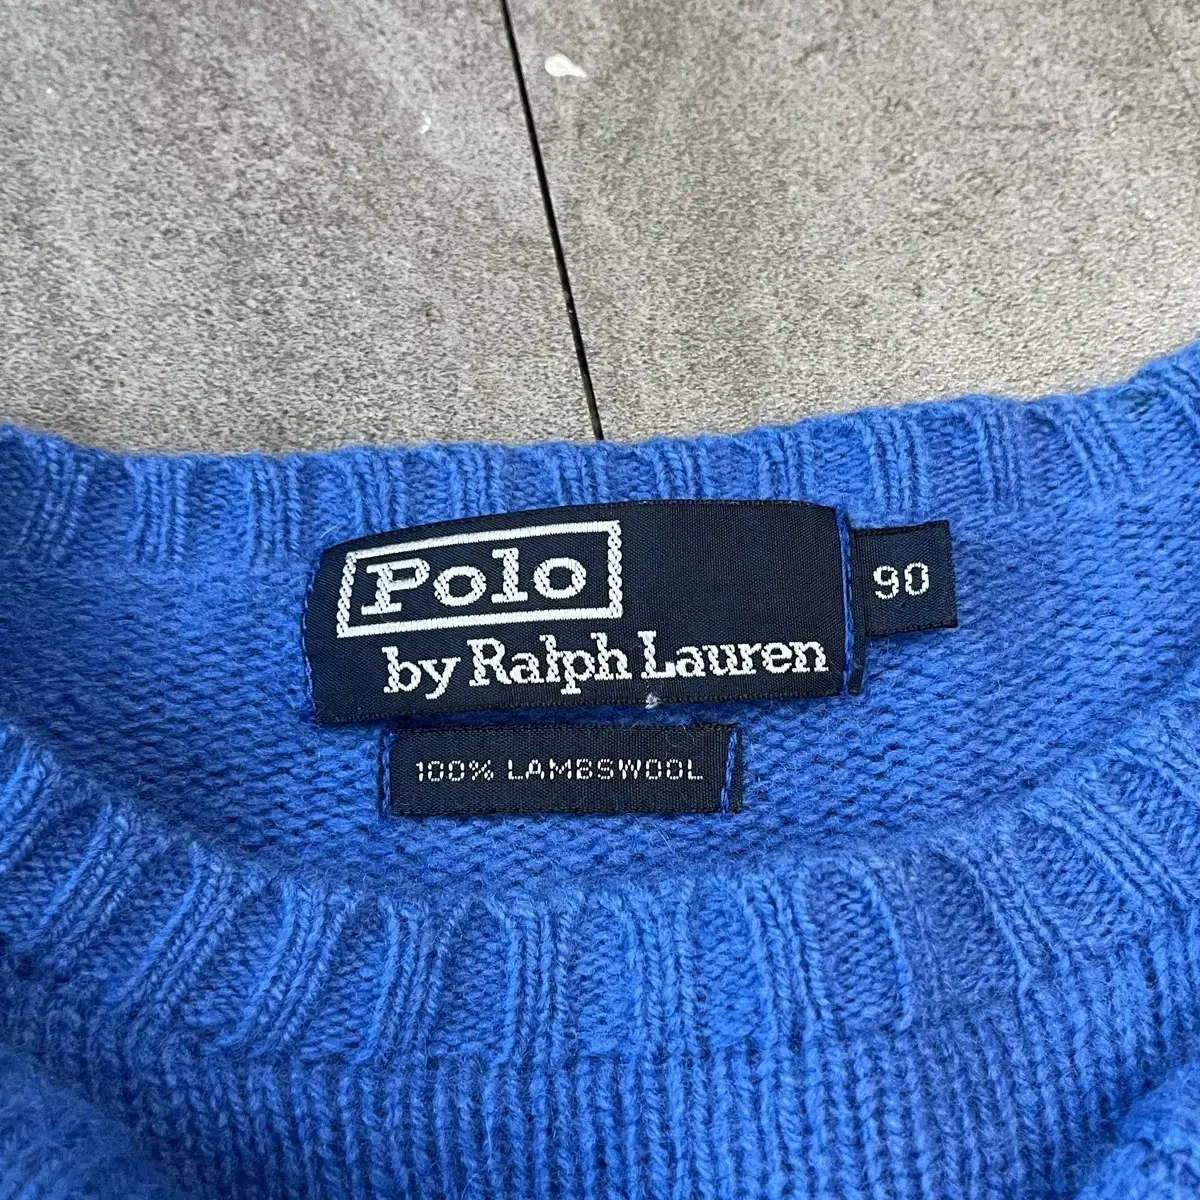 Polo
by Ralph Lauren
90
100% LAMBSWOOL